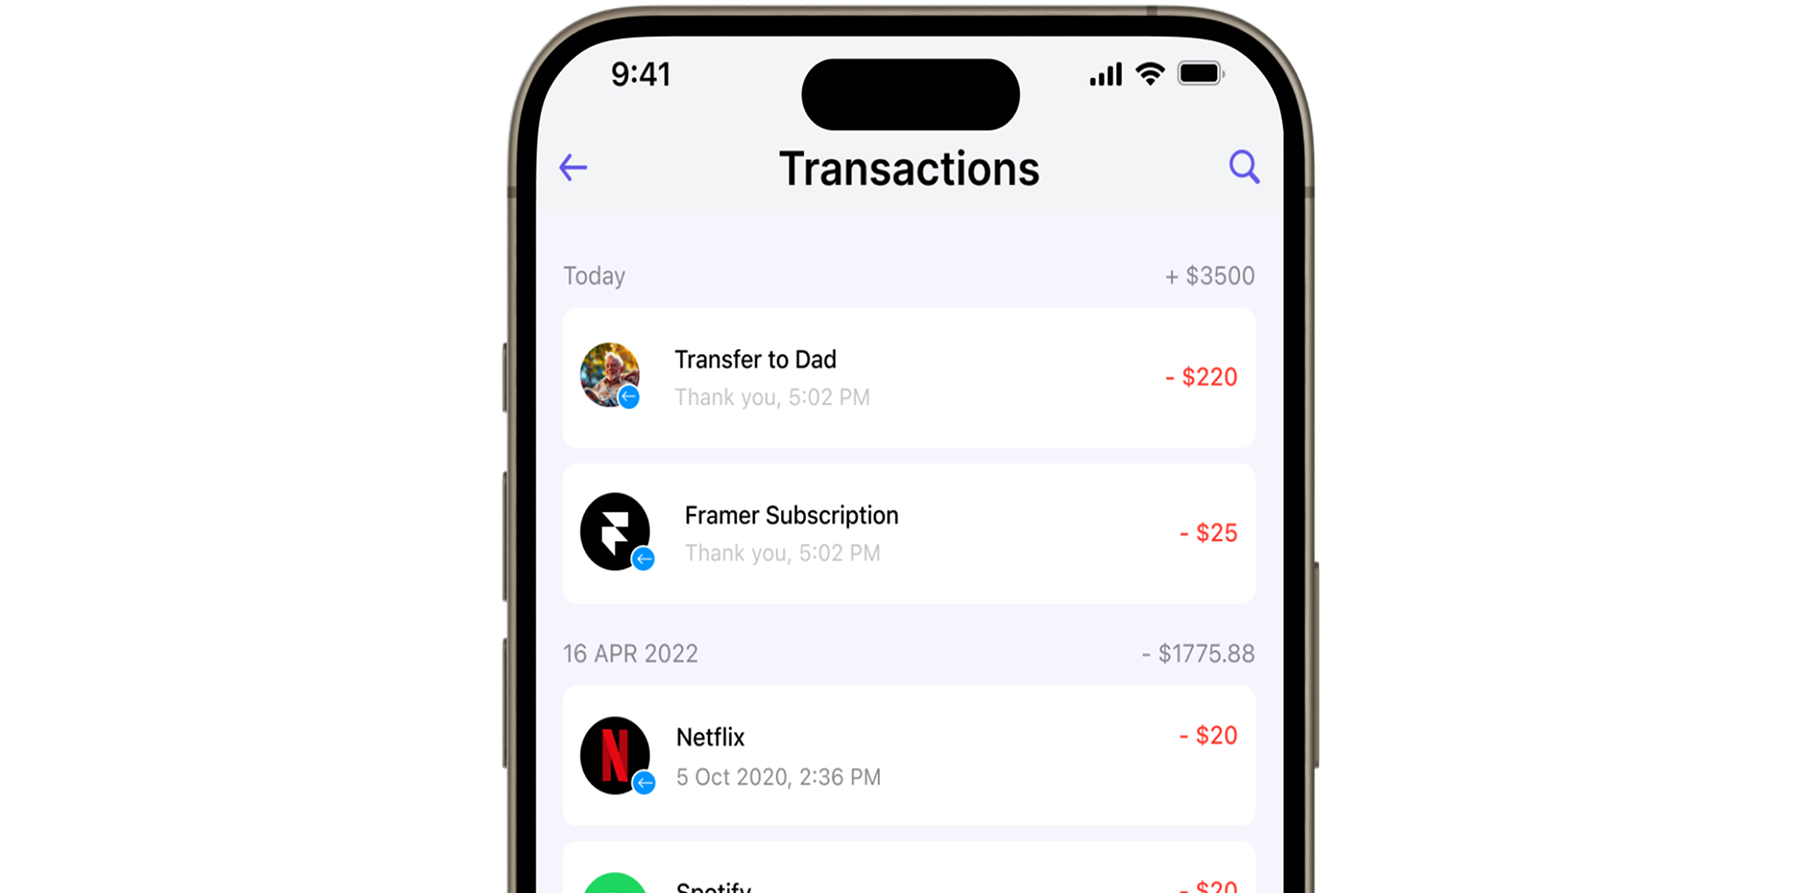 9:41
Transactions
Today + $3500
Transfer to Dad
Thank you, 5:02 PM
- $220
Framer Subscription
Thank you, 5:02 PM
- $25
16 APR 2022 - $1775.88
Netflix
- $20
5 Oct 2020, 2:36 PM
Spotify - $20